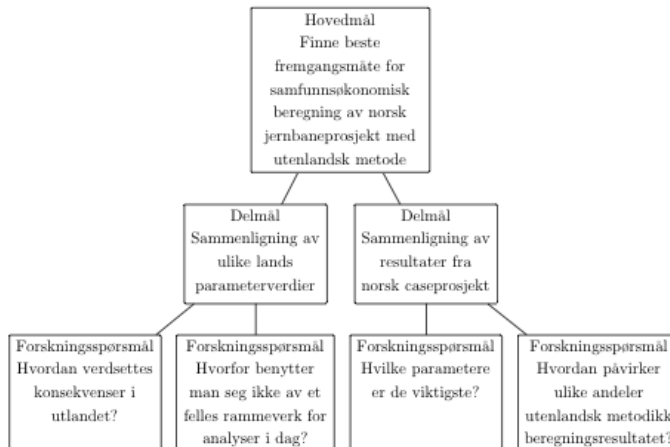 Hovedmål
Finne beste
fremgangsmåte for
samfunnsøkonomisk
beregning av norsk
jernbaneprosjekt med
utenlandsk metode
Delmål
Sammenligning av
ulike lands
parameterverdier
Delmål
Sammenligning av
resultater fra
norsk caseprosjekt
Forskningsspørsmål
Hvordan verdsettes
konsekvenser i
utlandet?
Forskningsspørsmål
Hvorfor benytter
man seg ikke av et
felles rammeverk for
analyser i dag?
Forskningsspørsmål
Hvilke parametere
er de viktigste?
Forskningsspørsmål
Hvordan påvirker
ulike andeler
utenlandsk metodikk
beregningsresultatet?